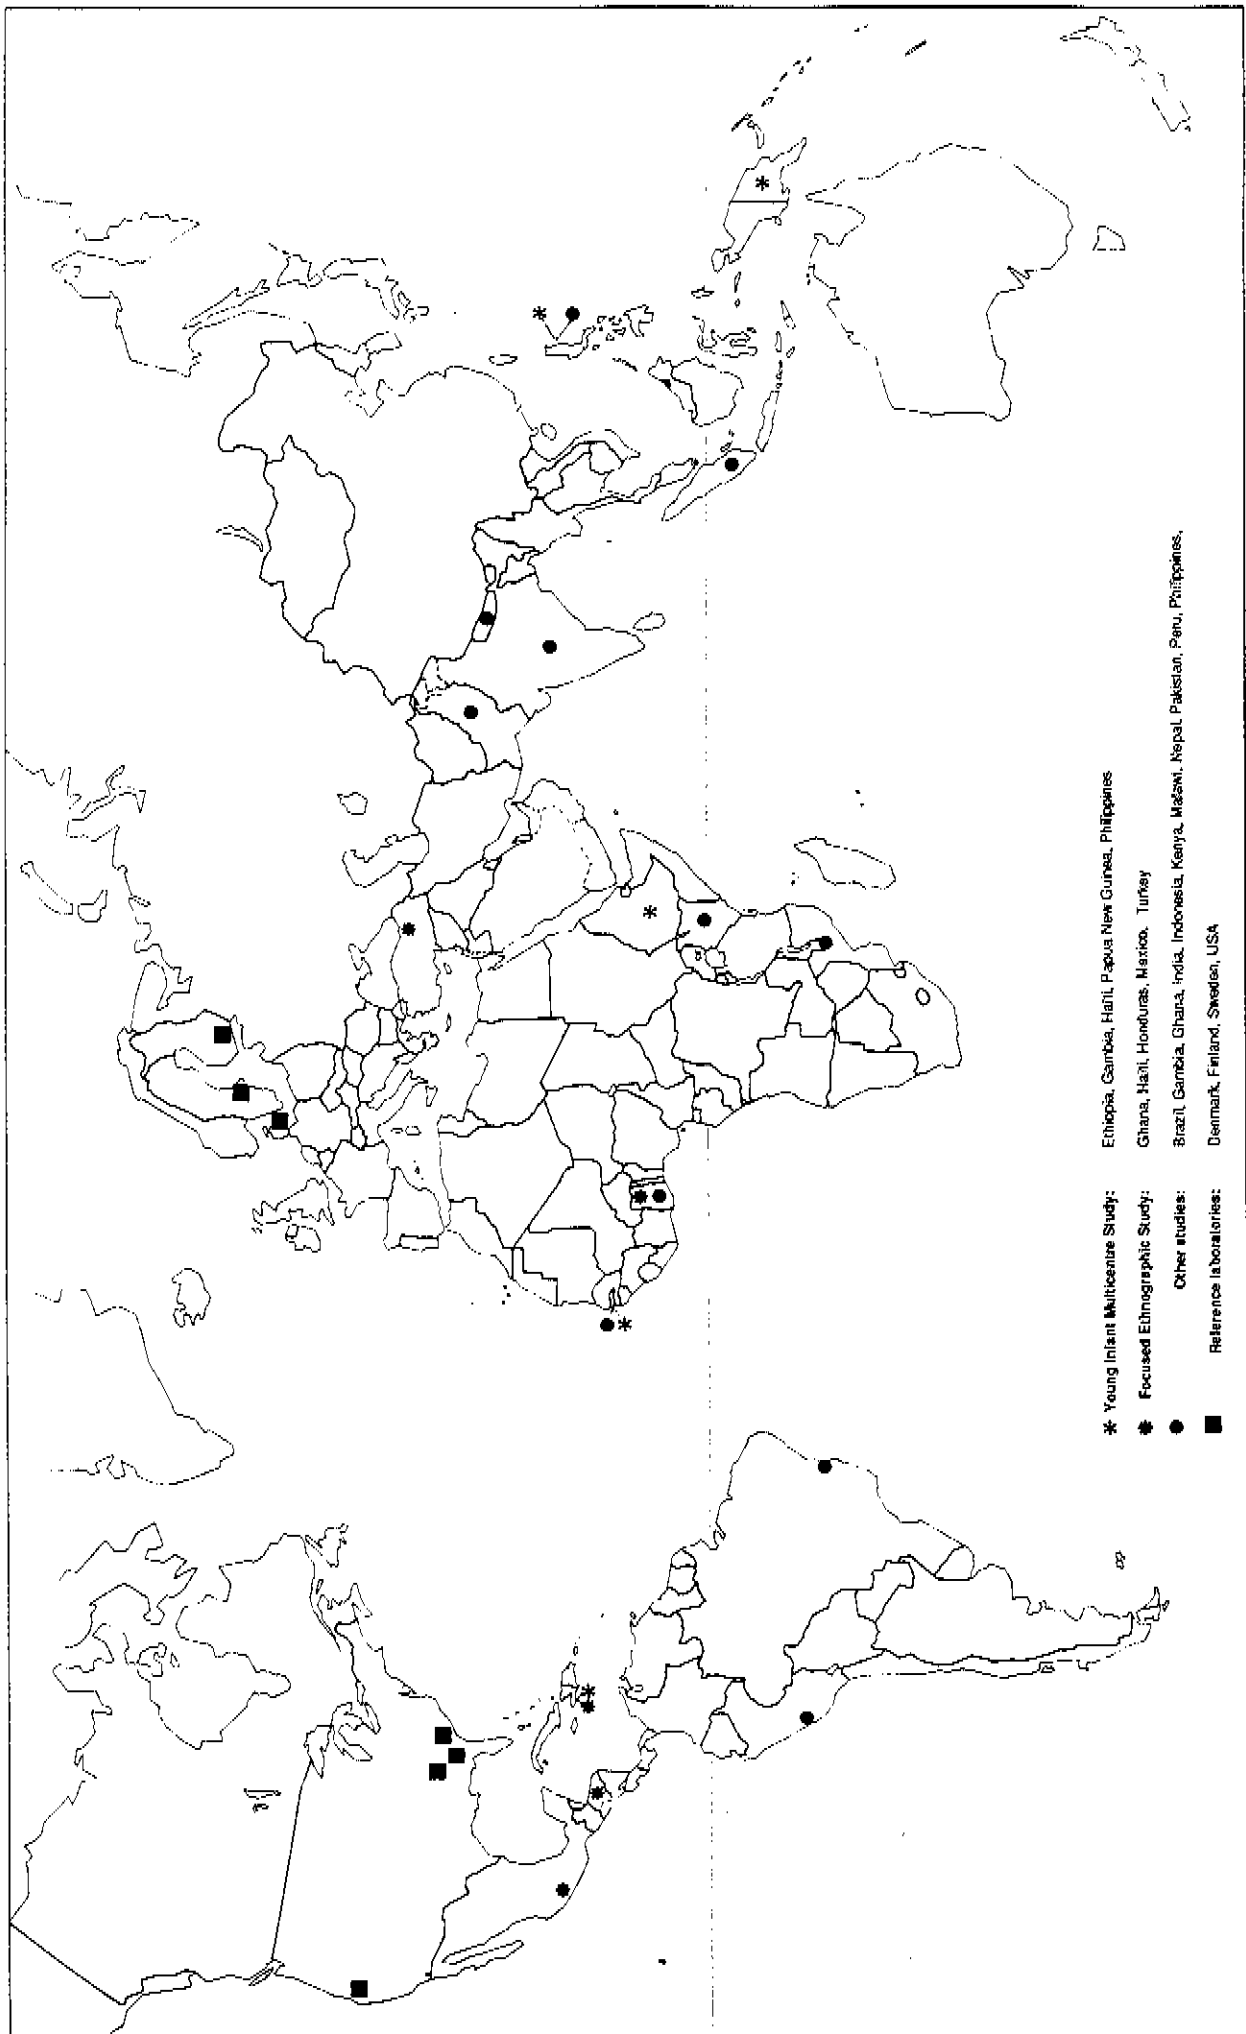 * Young Infant Multicentre Study: Ethiopia, Gambia, Haiti, Papua New Guinea, Philippines
Focused Ethnographic Study: Ghana, Haiti, Honduras, Mexico, Turkey
Other studies: Brazil, Gambia, Ghana, India, Indonesia, Kenya, Malawi, Nepal, Pakistan, Peru, Philippines,
Reference laboratories: Denmark, Finland, Sweden, USA